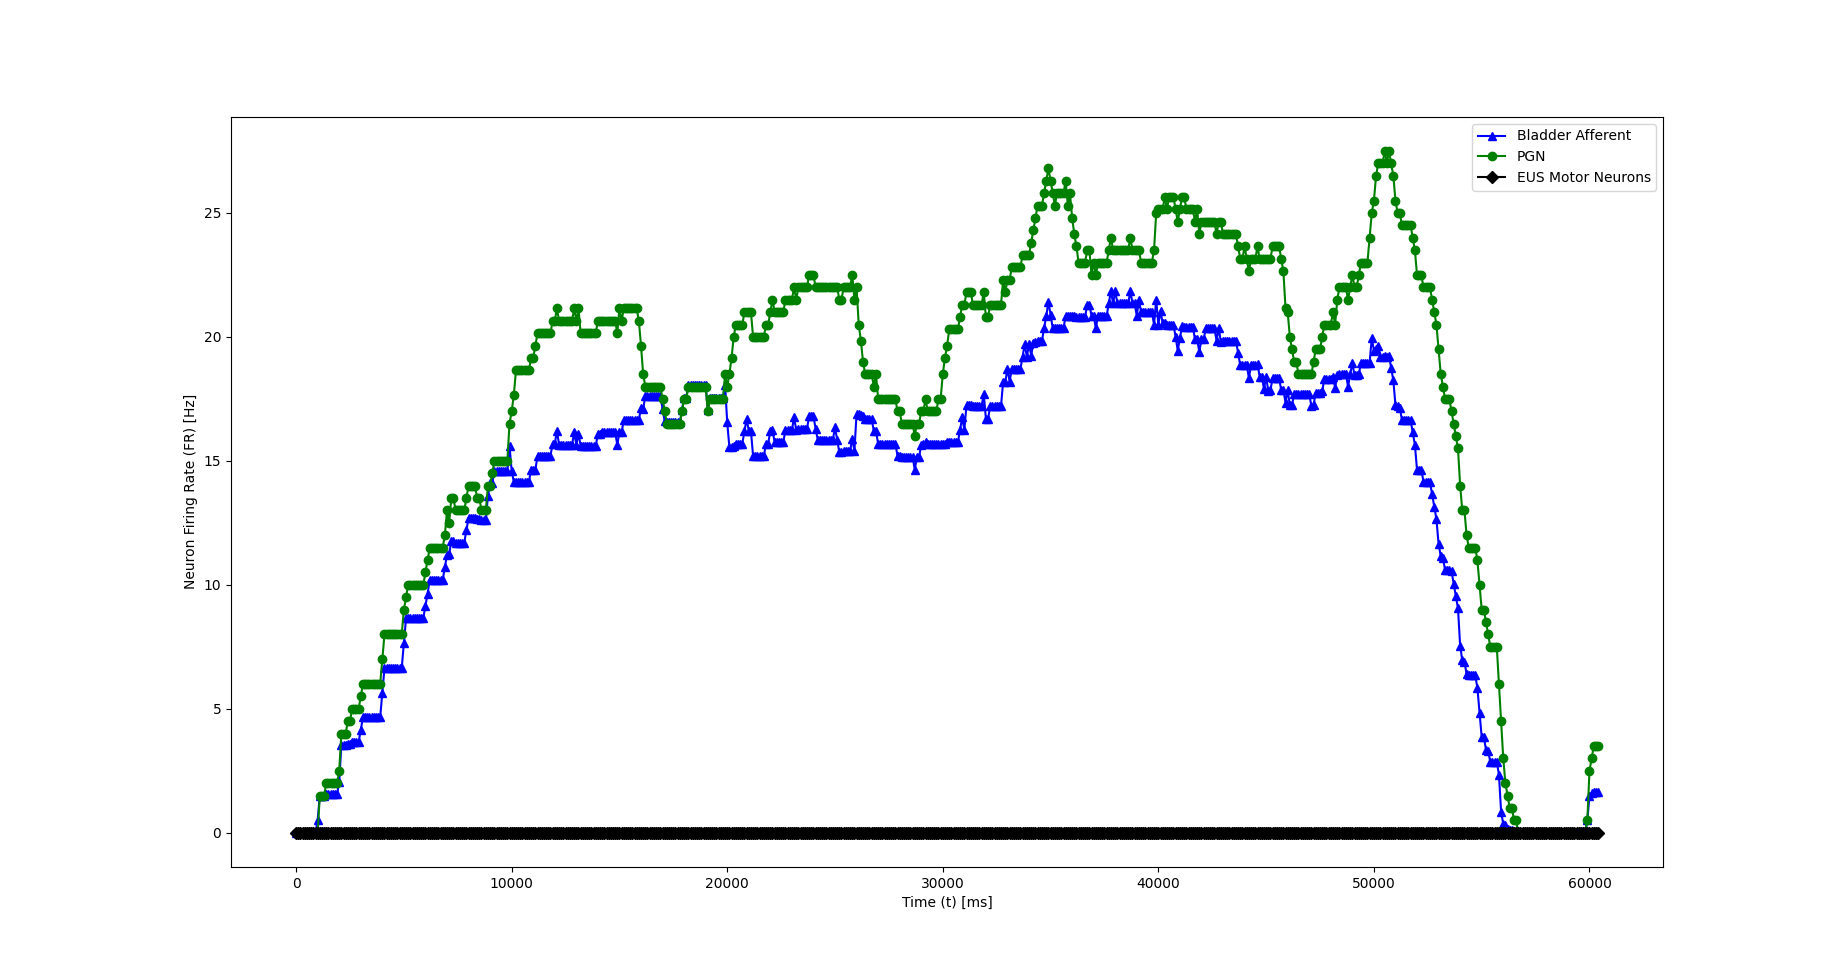 Bladder Afferent
PGN
EUS Motor Neurons
Neuron Firing Rate (FR) [Hz]
25
20
15
10
5
0
0 10000 20000 30000 40000 50000 60000
Time (t) [ms]